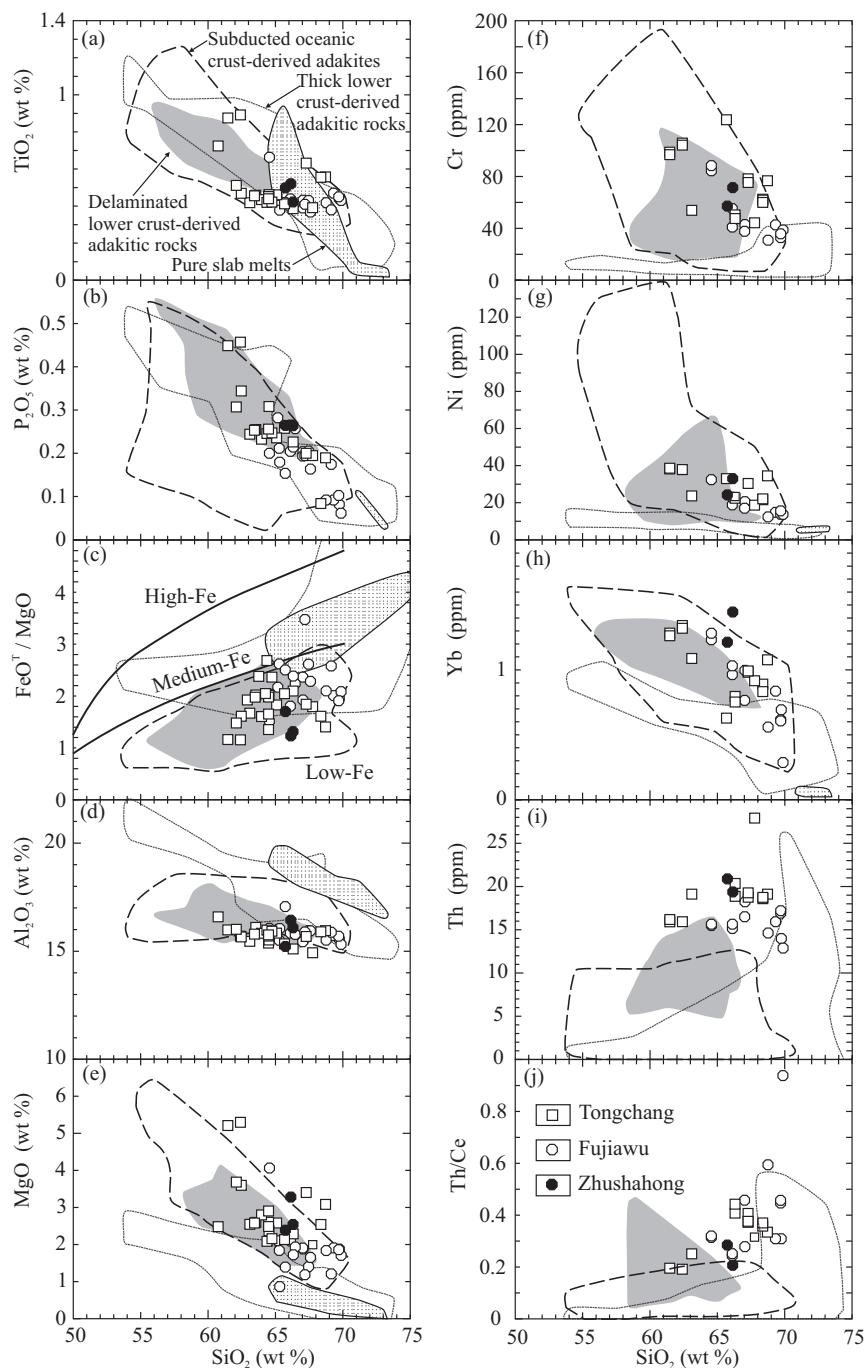 (a)
1.4
1
0.6
0
TiO₂ (wt %)
Subducted oceanic
crust-derived adakites
Thick lower
crust-derived
adakitic rocks
Delaminated
lower crust-derived
adakitic rocks
Pure slab melts
(b)
0.5
0.4
0.3
0.2
0.1
0
P₂O₅ (wt %)
(c)
4
3
2
1
0
FeOᵀ / MgO
High-Fe
Medium-Fe
Low-Fe
(d)
20
15
10
Al₂O₃ (wt %)
(e)
6
5
4
3
2
1
0
MgO (wt %)
50 55 60 65 70 75
SiO₂ (wt %)
(f)
200
160
120
80
40
0
Cr (ppm)
(g)
120
100
80
60
40
20
0
Ni (ppm)
(h)
1
0
Yb (ppm)
(i)
25
20
15
10
5
0
Th (ppm)
(j)
0.8
0.6
0.4
0.2
0
Th/Ce
Tongchang
Fujiawu
Zhushahong
50 55 60 65 70 75
SiO₂ (wt %)